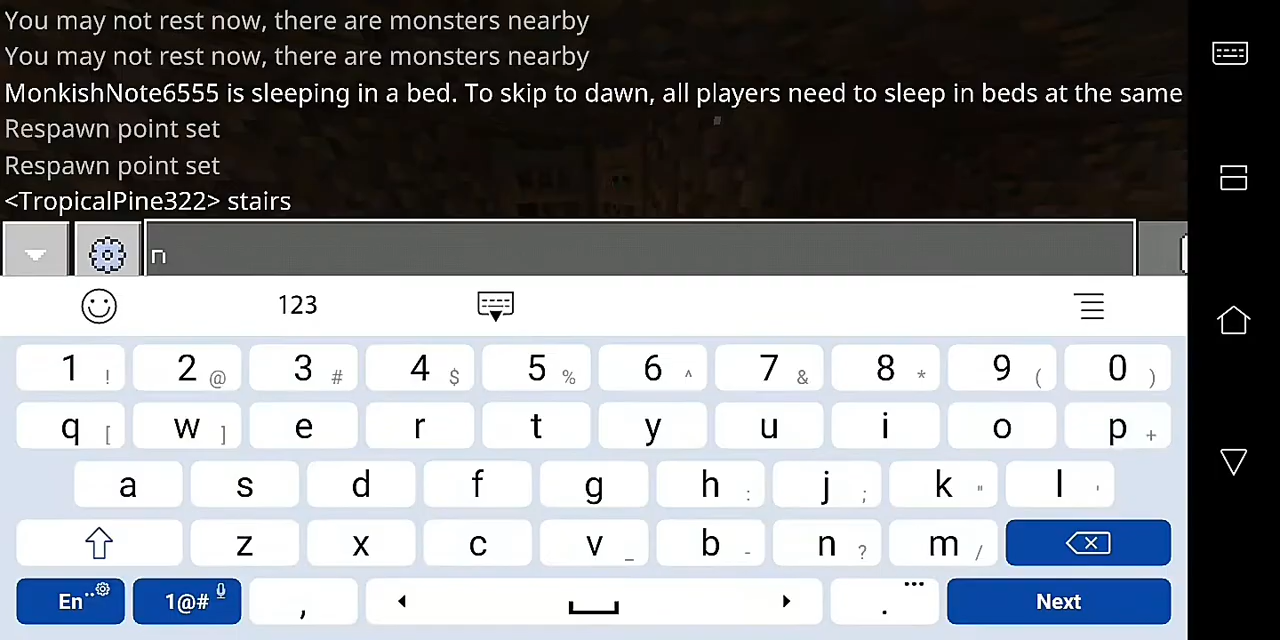 You may not rest now, there are monsters nearby
You may not rest now, there are monsters nearby
MonkishNote6555 is sleeping in a bed. To skip to dawn, all players need to sleep in beds at the same
Respawn point set
Respawn point set
<TropicalPine322> stairs
n
123
1 ! 2 @ 3 # 4 $ 5 % 6 ^ 7 & 8 * 9 ( 0 )
q [ w ] e r t y u i o p +
a s d f g h : j ; k " l '
z x c v _ b - n ? m /
En 1@# , . ... Next